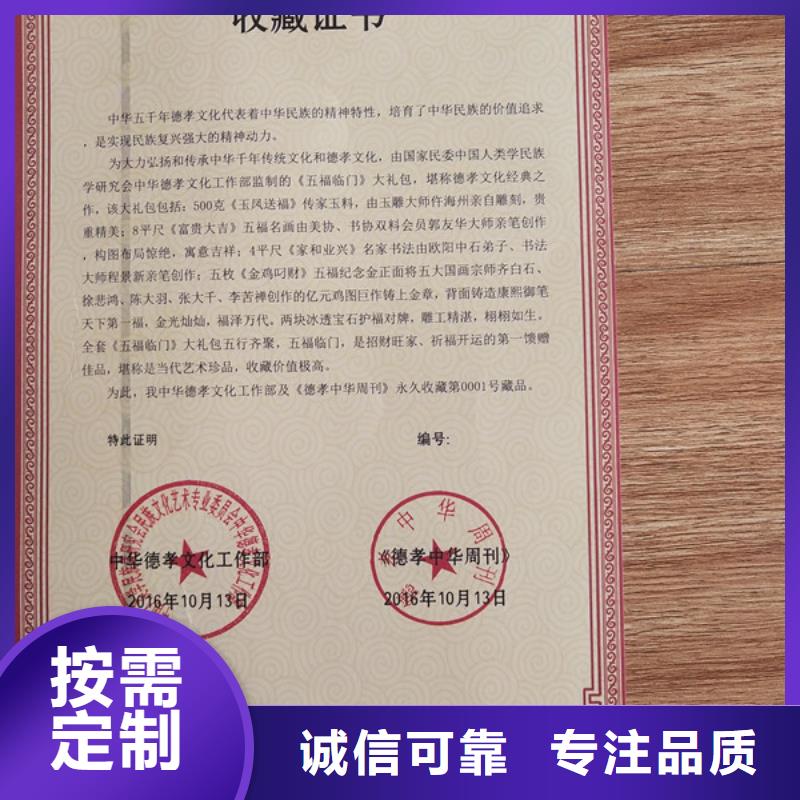 收藏证书
中华五千年德孝文化代表着中华民族的精神特性，培育了中华民族的价值追求
，是实现民族复兴强大的精神动力。
为大力弘扬和传承中华千年传统文化和德孝文化，由国家民委中国人类学民族
学研究会中华德孝文化工作部监制的《五福临门》大礼包，堪称德孝文化经典之
作，该大礼包包括：500克《玉凤送福》传家玉料，由玉雕大师仵海州亲自雕刻，贵
重精美；8平尺《富贵大吉》五福名画由美协、书协双料会员郭友华大师亲笔创作
，构图布局惊绝，寓意吉祥；4平尺《家和业兴》名家书法由欧阳中石弟子、书法
大师程景新亲笔创作；五枚《金鸡叼财》五福纪念金正面将五大国画宗师齐白石、
徐悲鸿、陈大羽、张大千、李苦禅创作的亿元鸡图巨作铸上金章，背面铸造康熙御笔
天下第一福，金光灿灿，福泽万代。两块冰透宝石护福对牌，雕工精湛，栩栩如生。
全套《五福临门》大礼包五行齐聚，五福临门，是招财旺家、祈福开运的第一馈赠
佳品，堪称是当代艺术珍品，收藏价值极高。
为此，我中华德孝文化工作部及《德孝中华周刊》永久收藏第0001号藏品。
特此证明 编号:
中华德孝文化工作部 《德孝中华周刊》
2016年10月13日 2016年10月13日
中华周刊
按需
定制
诚信可靠 专注品质